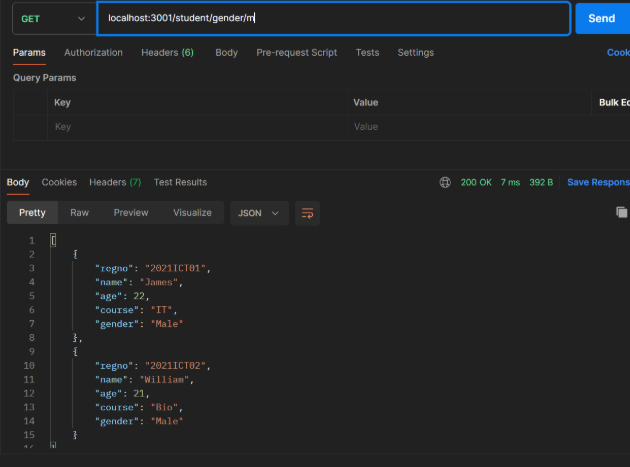 GET localhost:3001/student/gender/m Send
Params Authorization Headers (6) Body Pre-request Script Tests Settings Cook
Query Params
Key Value Bulk Ed
Key Value
Body Cookies Headers (7) Test Results 200 OK 7 ms 392 B Save Respons
Pretty Raw Preview Visualize JSON
1 [
2 {
3 "regno": "2021ICT01",
4 "name": "James",
5 "age": 22,
6 "course": "IT",
7 "gender": "Male"
8 },
9 {
10 "regno": "2021ICT02",
11 "name": "William",
12 "age": 21,
13 "course": "Bio",
14 "gender": "Male"
15 }
16 ]